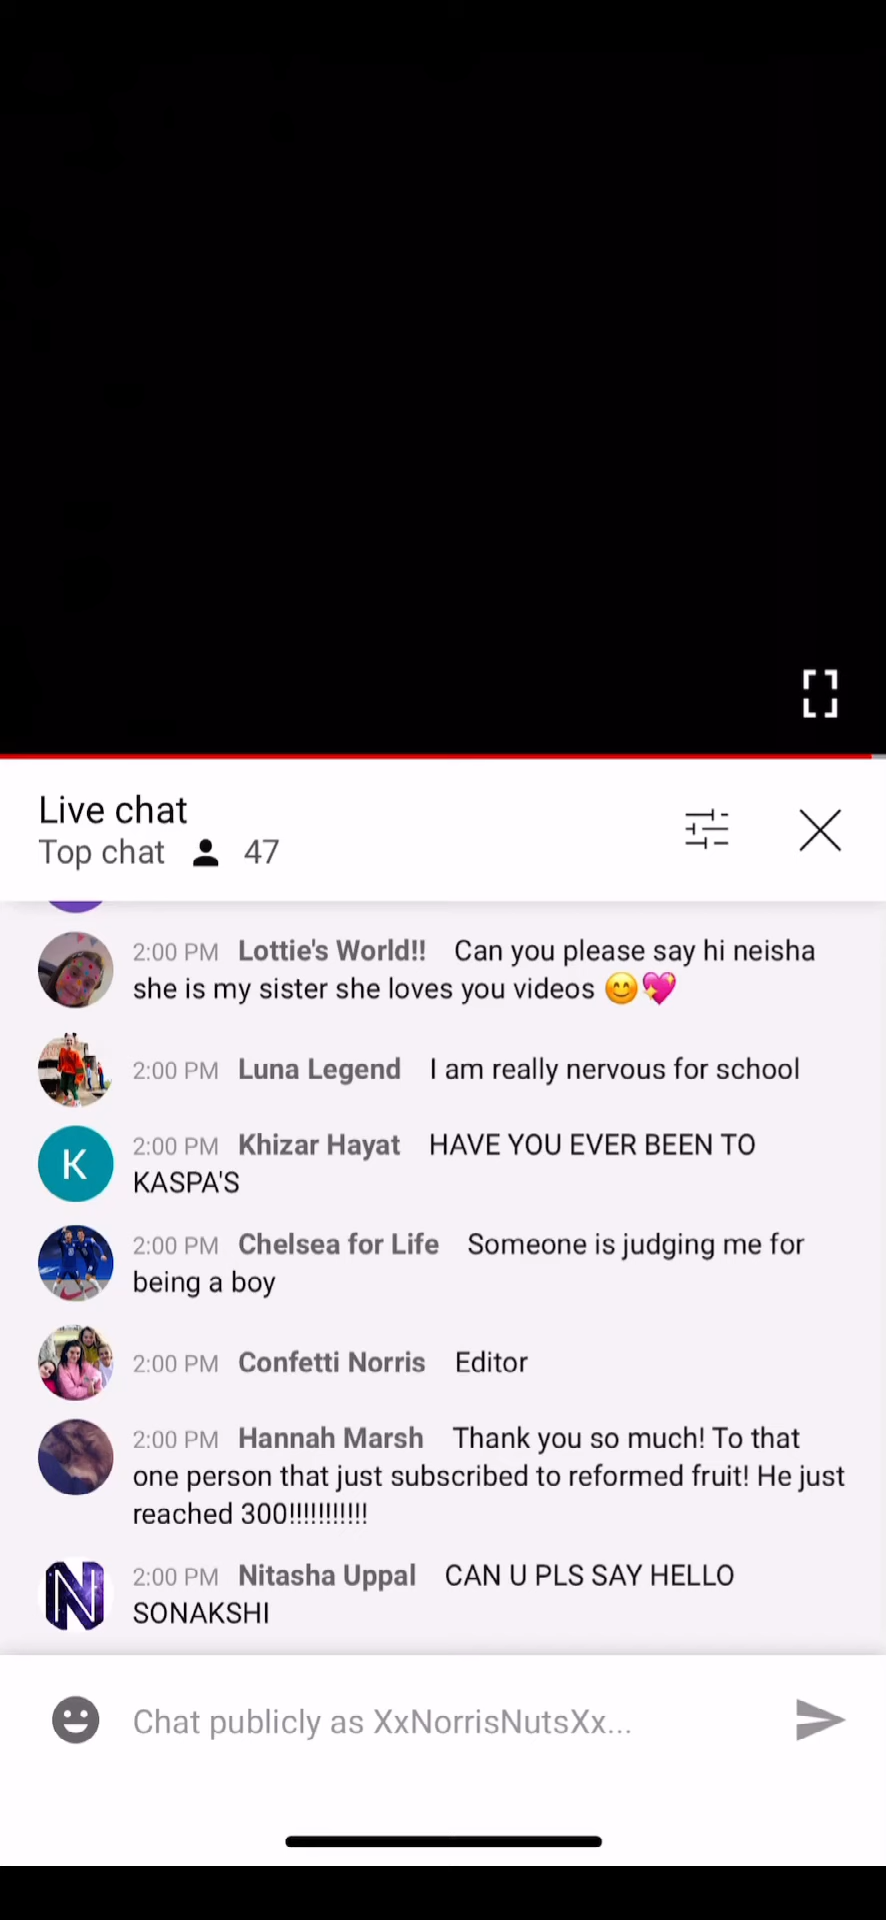 Live chat
Top chat 47
2:00 PM Lottie's World!! Can you please say hi neisha
she is my sister she loves you videos 😊💖
2:00 PM Luna Legend I am really nervous for school
K 2:00 PM Khizar Hayat HAVE YOU EVER BEEN TO
KASPA'S
2:00 PM Chelsea for Life Someone is judging me for
being a boy
2:00 PM Confetti Norris Editor
2:00 PM Hannah Marsh Thank you so much! To that
one person that just subscribed to reformed fruit! He just
reached 300!!!!!!!!!!!
N 2:00 PM Nitasha Uppal CAN U PLS SAY HELLO
SONAKSHI
Chat publicly as XxNorrisNutsXx...